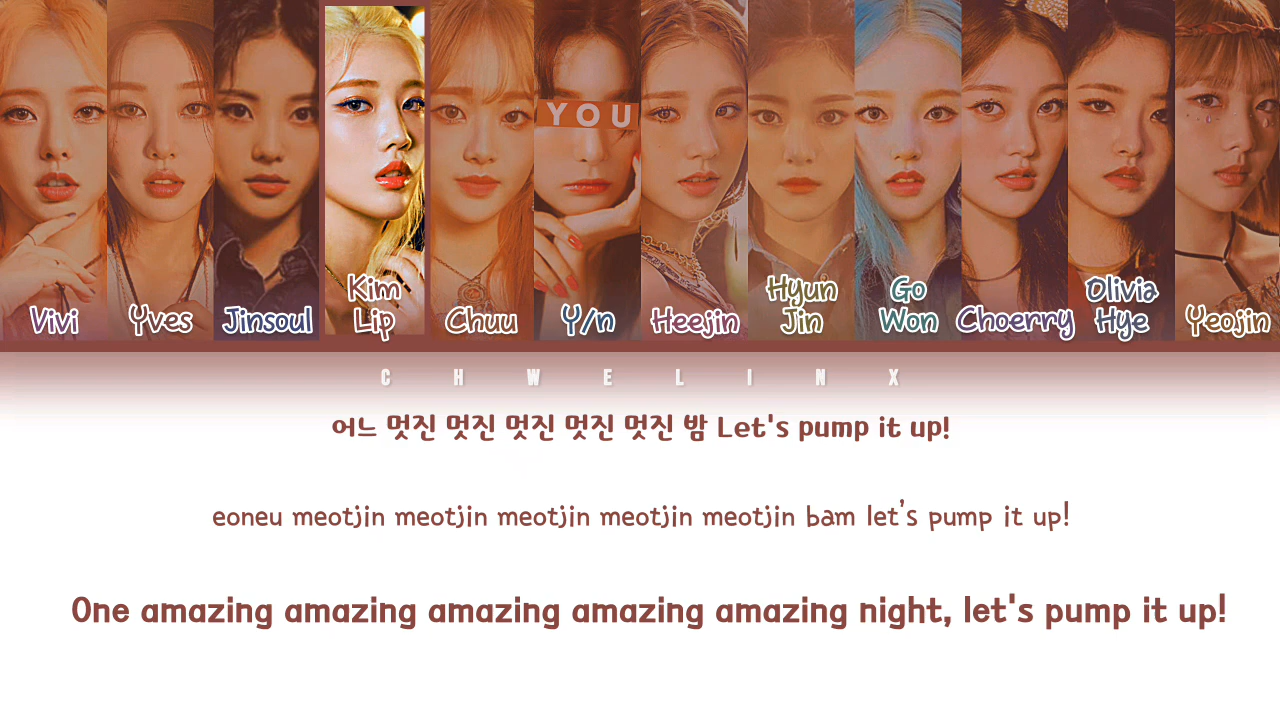 YOU
Vivi
Yves
Jinsoul
Kim
Lip
Chuu
Y/n
Heejin
Hyun
Jin
Go
Won
Choerry
Olivia
Hye
Yeojin
CHWELINX
어느 멋진 멋진 멋진 멋진 멋진 밤 Let's pump it up!
eoneu meotjin meotjin meotjin meotjin meotjin bam let’s pump it up!
One amazing amazing amazing amazing amazing night, let's pump it up!